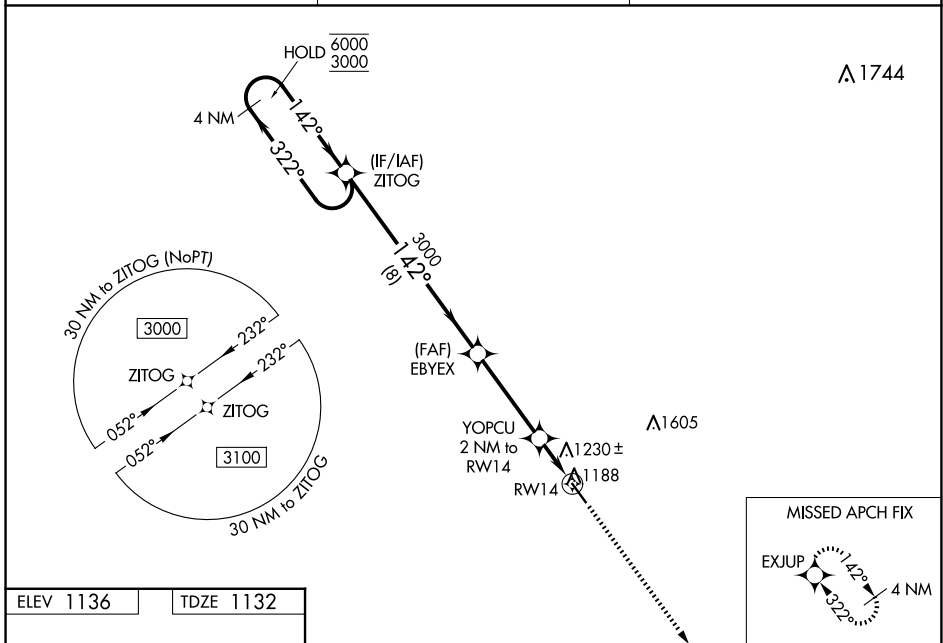 HOLD 6000
3000
1744
4 NM
142°
322°
(IF/IAF)
ZITOG
3000
142°
(8)
30 NM to ZITOG (NoPT)
3000
232°
232°
ZITOG
ZITOG
052°
052°
3100
30 NM to ZITOG
(FAF)
EBYEX
YOPCU
2 NM to
RW14
1605
1230 ±
1188
RW14
MISSED APCH FIX
EXJUP
142°
4 NM
322°
ELEV 1136
TDZE 1132